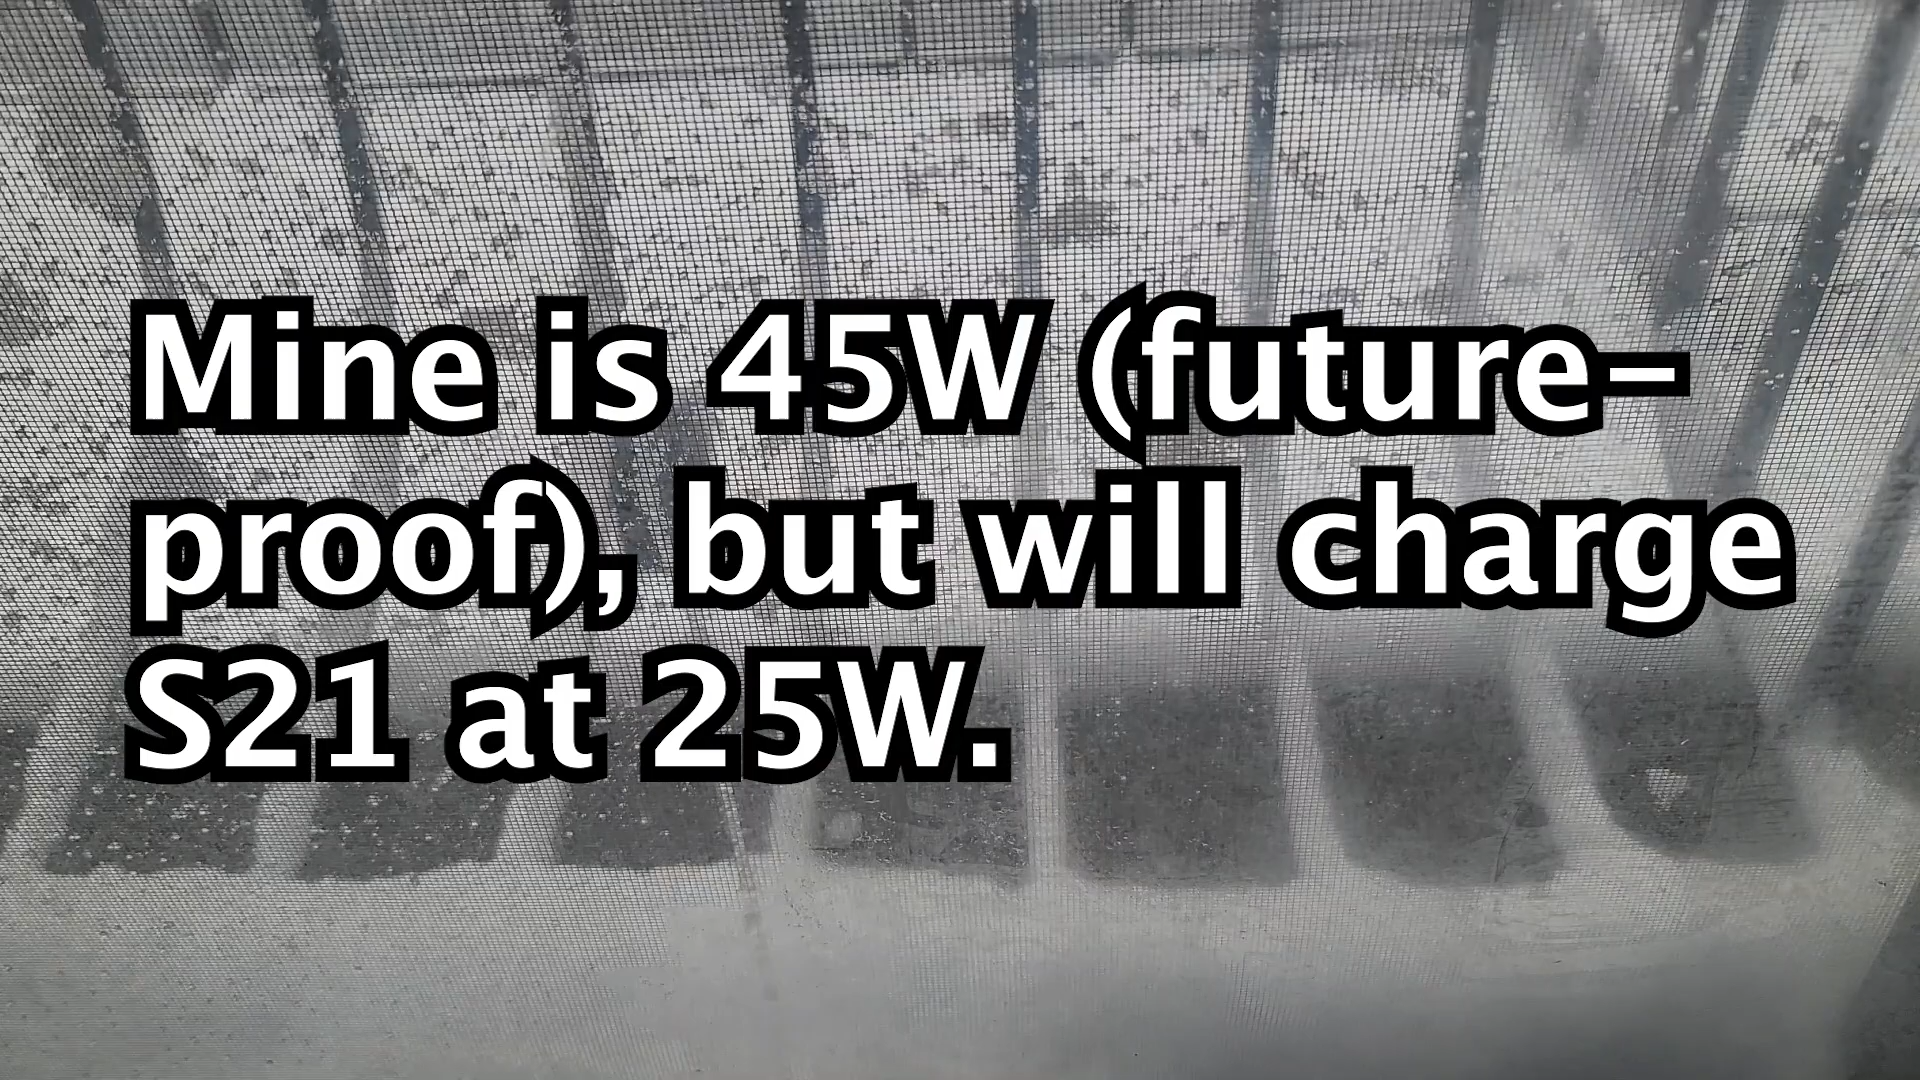 Mine is 45W (future-
proof), but will charge
S21 at 25W.